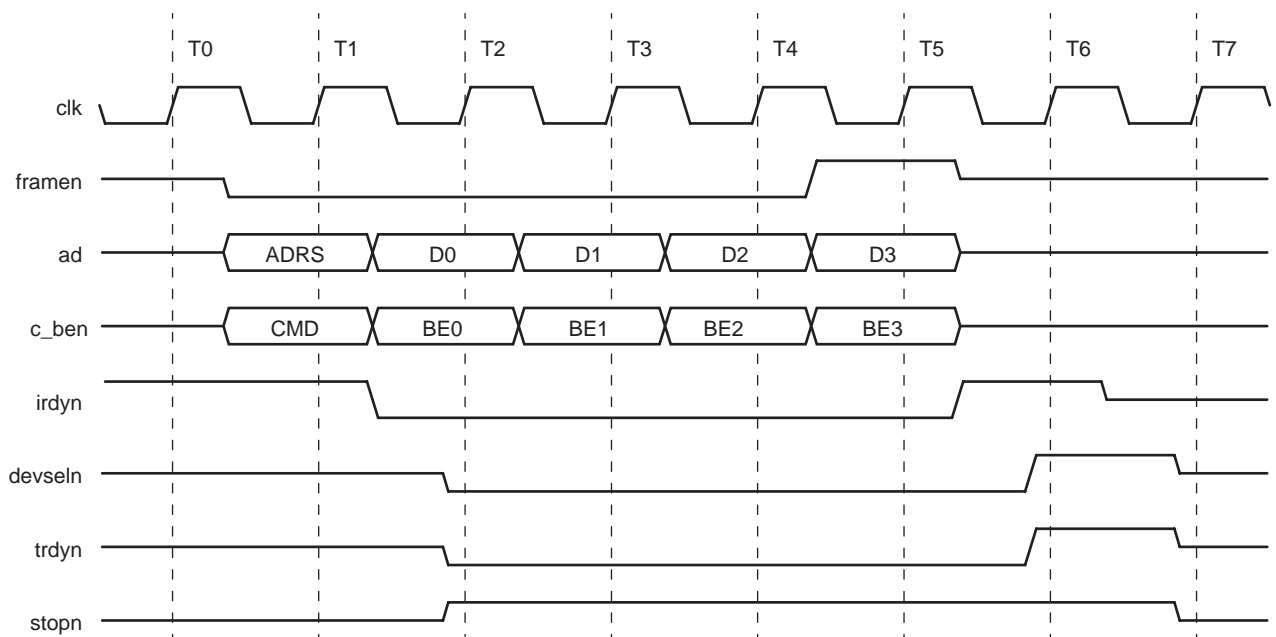 T0 T1 T2 T3 T4 T5 T6 T7
clk
framen
ad ADRS D0 D1 D2 D3
c_ben CMD BE0 BE1 BE2 BE3
irdyn
devseln
trdyn
stopn